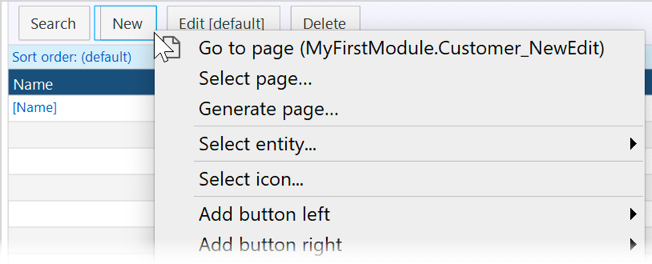 Search New Edit [default] Delete
Go to page (MyFirstModule.Customer_NewEdit)
Sort order: (default)
Select page...
Name
Generate page...
[Name]
Select entity...
Select icon...
Add button left
Add button right